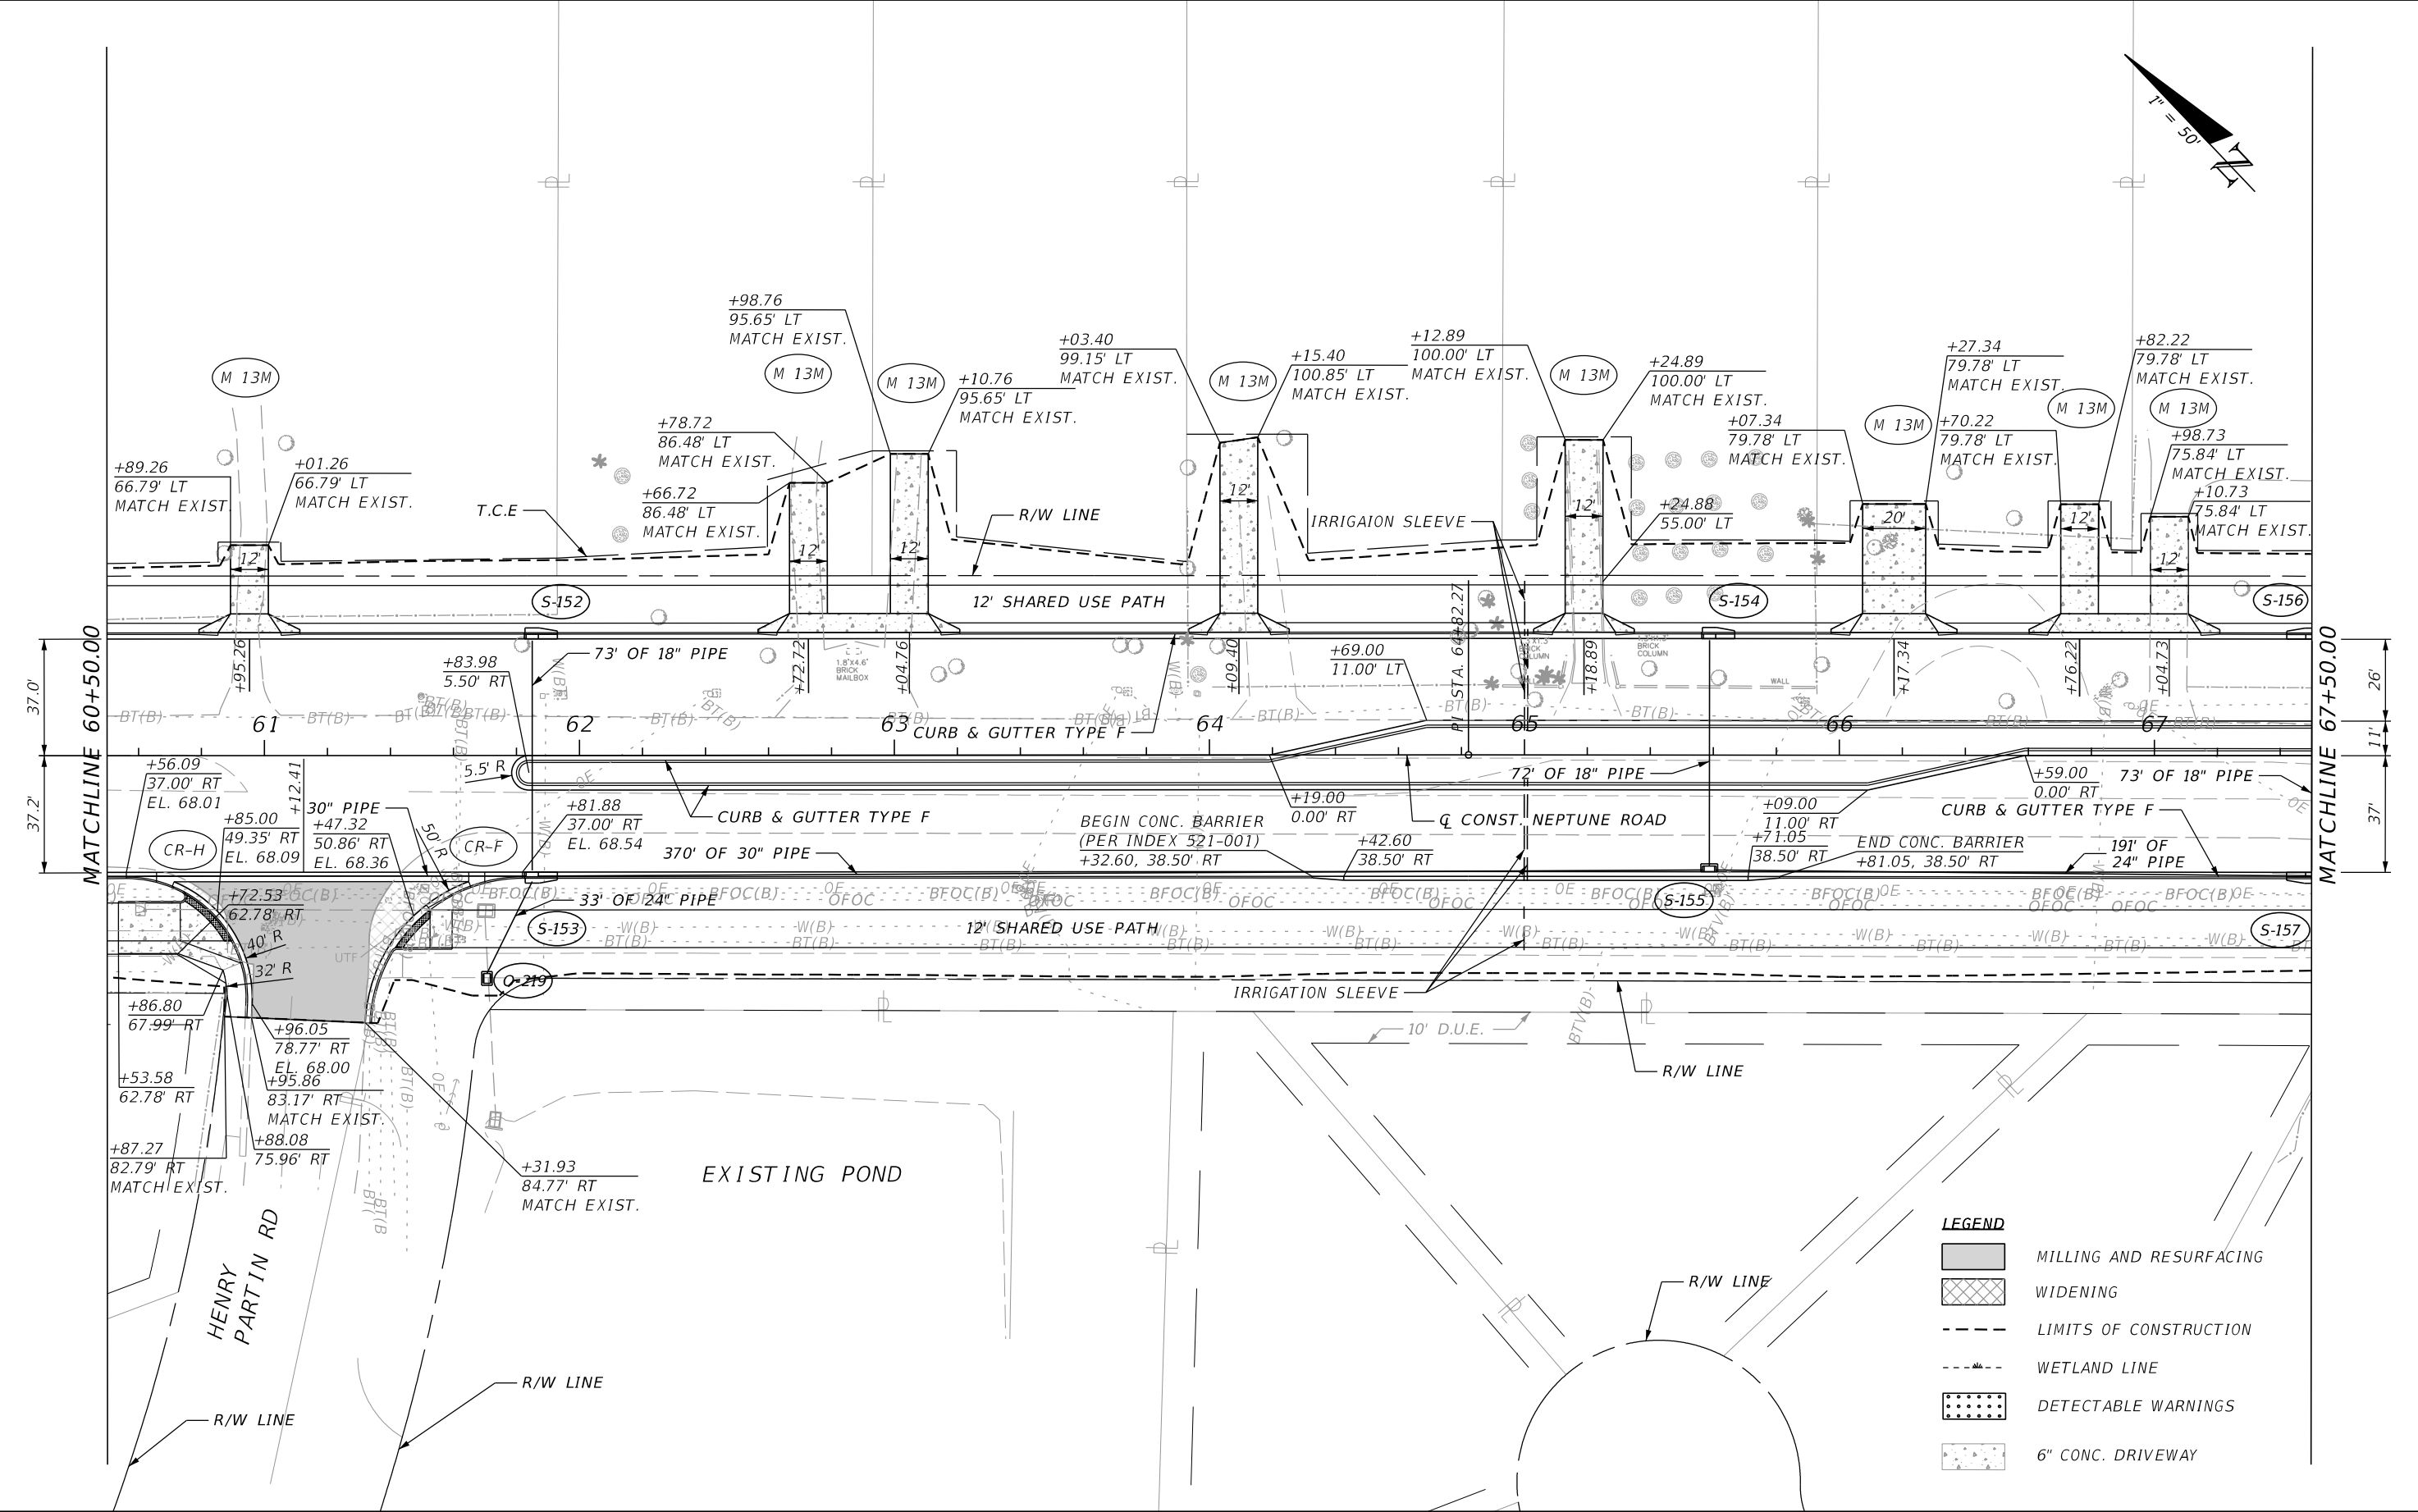 1" = 50'
N
MATCHLINE 60+50.00
MATCHLINE 67+50.00
37.0'
37.2'
26'
11'
37'
+98.76
95.65' LT
MATCH EXIST.
+03.40
99.15' LT
MATCH EXIST.
+12.89
100.00' LT
MATCH EXIST.
+15.40
100.85' LT
MATCH EXIST.
+24.89
100.00' LT
MATCH EXIST.
+27.34
79.78' LT
MATCH EXIST.
+82.22
79.78' LT
MATCH EXIST.
M 13M
M 13M
M 13M
M 13M
M 13M
M 13M
M 13M
M 13M
+10.76
95.65' LT
MATCH EXIST.
+78.72
86.48' LT
MATCH EXIST.
+07.34
79.78' LT
MATCH EXIST.
+70.22
79.78' LT
MATCH EXIST.
+98.73
75.84' LT
MATCH EXIST.
+89.26
66.79' LT
MATCH EXIST.
+01.26
66.79' LT
MATCH EXIST.
+66.72
86.48' LT
MATCH EXIST.
+10.73
75.84' LT
MATCH EXIST.
T.C.E
R/W LINE
IRRIGAION SLEEVE
+24.88
55.00' LT
12'
12'
12'
12'
12'
20'
12'
12'
S-152
12' SHARED USE PATH
S-154
S-156
+95.26
+72.72
+04.76
+09.40
PI STA. 64+82.27
+18.89
+17.34
+76.22
+04.73
73' OF 18" PIPE
+83.98
5.50' RT
1.8'X4.6'
BRICK
MAILBOX
BRICK
COLUMN
BRICK
COLUMN
WALL
WALL
+69.00
11.00' LT
61
62
63
64
65
66
67
CURB & GUTTER TYPE F
5.5' R
+56.09
37.00' RT
EL. 68.01
+12.41
30" PIPE
50' R
+85.00
49.35' RT
EL. 68.09
+47.32
50.86' RT
EL. 68.36
CR-H
CR-F
+81.88
37.00' RT
EL. 68.54
CURB & GUTTER TYPE F
370' OF 30" PIPE
BEGIN CONC. BARRIER
(PER INDEX 521-001)
+32.60, 38.50' RT
+19.00
0.00' RT
+42.60
38.50' RT
℄ CONST. NEPTUNE ROAD
72' OF 18" PIPE
+09.00
11.00' RT
+71.05
38.50' RT
+59.00
0.00' RT
73' OF 18" PIPE
CURB & GUTTER TYPE F
END CONC. BARRIER
+81.05, 38.50' RT
191' OF
24" PIPE
+72.53
62.78' RT
33' OF 24" PIPE
S-153
12' SHARED USE PATH
S-155
S-157
40' R
32' R
UTF
O-219
IRRIGATION SLEEVE
+86.80
67.99' RT
+96.05
78.77' RT
EL. 68.00
+53.58
62.78' RT
+95.86
83.17' RT
MATCH EXIST.
+87.27
82.79' RT
MATCH EXIST.
+88.08
75.96' RT
+31.93
84.77' RT
MATCH EXIST.
10' D.U.E.
R/W LINE
EXISTING POND
HENRY
PARTIN RD
R/W LINE
R/W LINE
R/W LINE
LEGEND
MILLING AND RESURFACING
WIDENING
LIMITS OF CONSTRUCTION
WETLAND LINE
DETECTABLE WARNINGS
6" CONC. DRIVEWAY